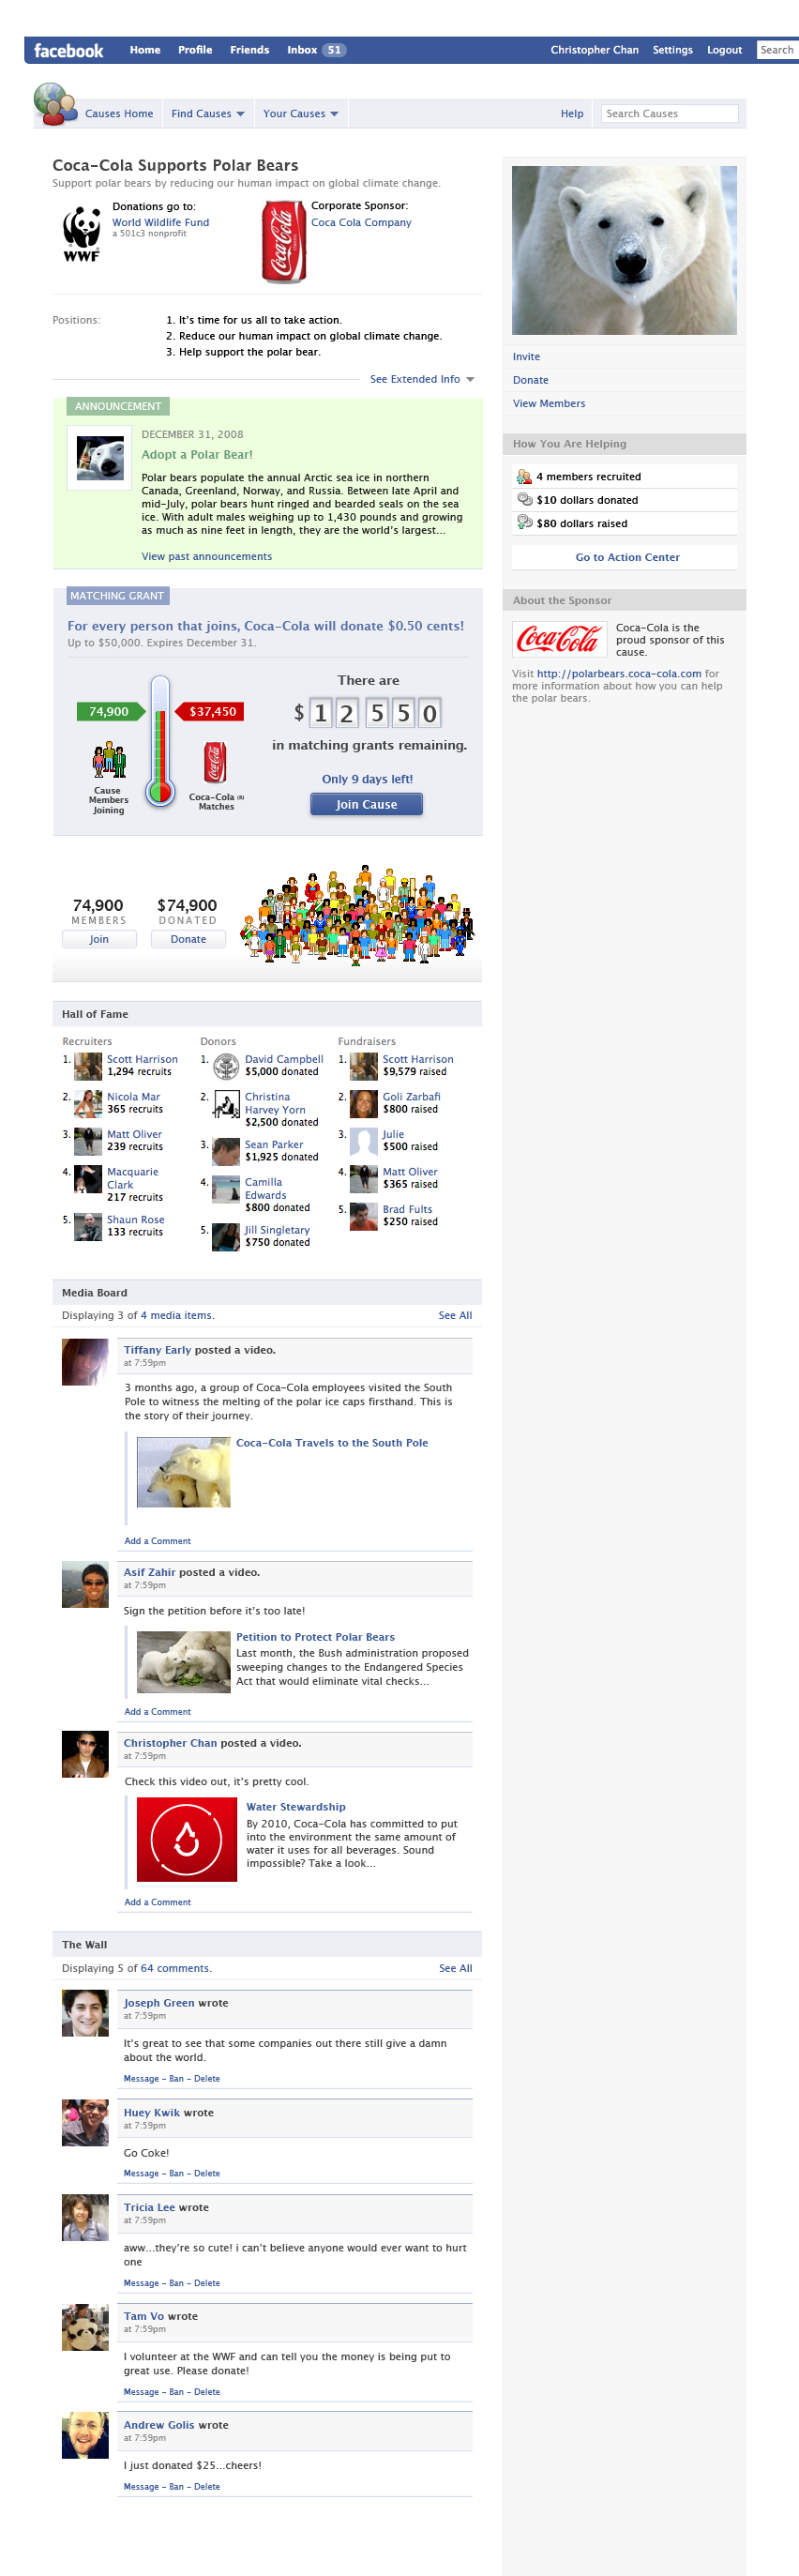 facebook Home Profile Friends Inbox 51 Christopher Chan Settings Logout Search
Causes Home Find Causes Your Causes Help Search Causes
Coca-Cola Supports Polar Bears
Support polar bears by reducing our human impact on global climate change.
Donations go to:
World Wildlife Fund
a 501c3 nonprofit
WWF
Corporate Sponsor:
Coca Cola Company
Coca-Cola
Positions:
1. It's time for us all to take action.
2. Reduce our human impact on global climate change.
3. Help support the polar bear.
See Extended Info
ANNOUNCEMENT
DECEMBER 31, 2008
Adopt a Polar Bear!
Polar bears populate the annual Arctic sea ice in northern
Canada, Greenland, Norway, and Russia. Between late April and
mid-July, polar bears hunt ringed and bearded seals on the sea
ice. With adult males weighing up to 1,430 pounds and growing
as much as nine feet in length, they are the world's largest...
View past announcements
MATCHING GRANT
For every person that joins, Coca-Cola will donate $0.50 cents!
Up to $50,000. Expires December 31.
74,900
$37,450
Cause
Members
Joining
Coca-Cola
Coca-Cola (R)
Matches
There are
$ 12 550
in matching grants remaining.
Only 9 days left!
Join Cause
74,900
MEMBERS
Join
$74,900
DONATED
Donate
Hall of Fame
Recruiters
1. Scott Harrison
1,294 recruits
2. Nicola Mar
365 recruits
3. Matt Oliver
239 recruits
4. Macquarie
Clark
217 recruits
5. Shaun Rose
133 recruits
Donors
1. David Campbell
$5,000 donated
2. Christina
Harvey Yorn
$2,500 donated
3. Sean Parker
$1,925 donated
4. Camilla
Edwards
$800 donated
5. Jill Singletary
$750 donated
Fundraisers
1. Scott Harrison
$9,579 raised
2. Goli Zarbafi
$800 raised
3. Julie
$500 raised
4. Matt Oliver
$365 raised
5. Brad Fults
$250 raised
Media Board
Displaying 3 of 4 media items. See All
Tiffany Early posted a video.
at 7:59pm
3 months ago, a group of Coca-Cola employees visited the South
Pole to witness the melting of the polar ice caps firsthand. This is
the story of their journey.
Coca-Cola Travels to the South Pole
Add a Comment
Asif Zahir posted a video.
at 7:59pm
Sign the petition before it's too late!
Petition to Protect Polar Bears
Last month, the Bush administration proposed
sweeping changes to the Endangered Species
Act that would eliminate vital checks...
Add a Comment
Christopher Chan posted a video.
at 7:59pm
Check this video out, it's pretty cool.
Water Stewardship
By 2010, Coca-Cola has committed to put
into the environment the same amount of
water it uses for all beverages. Sound
impossible? Take a look...
Add a Comment
The Wall
Displaying 5 of 64 comments. See All
Joseph Green wrote
at 7:59pm
It's great to see that some companies out there still give a damn
about the world.
Message - Ban - Delete
Huey Kwik wrote
at 7:59pm
Go Coke!
Message - Ban - Delete
Tricia Lee wrote
at 7:59pm
aww...they're so cute! i can't believe anyone would ever want to hurt
one
Message - Ban - Delete
Tam Vo wrote
at 7:59pm
I volunteer at the WWF and can tell you the money is being put to
great use. Please donate!
Message - Ban - Delete
Andrew Golis wrote
at 7:59pm
I just donated $25...cheers!
Message - Ban - Delete
Invite
Donate
View Members
How You Are Helping
4 members recruited
$10 dollars donated
$80 dollars raised
Go to Action Center
About the Sponsor
Coca-Cola
Coca-Cola is the
proud sponsor of this
cause.
Visit http://polarbears.coca-cola.com for
more information about how you can help
the polar bears.